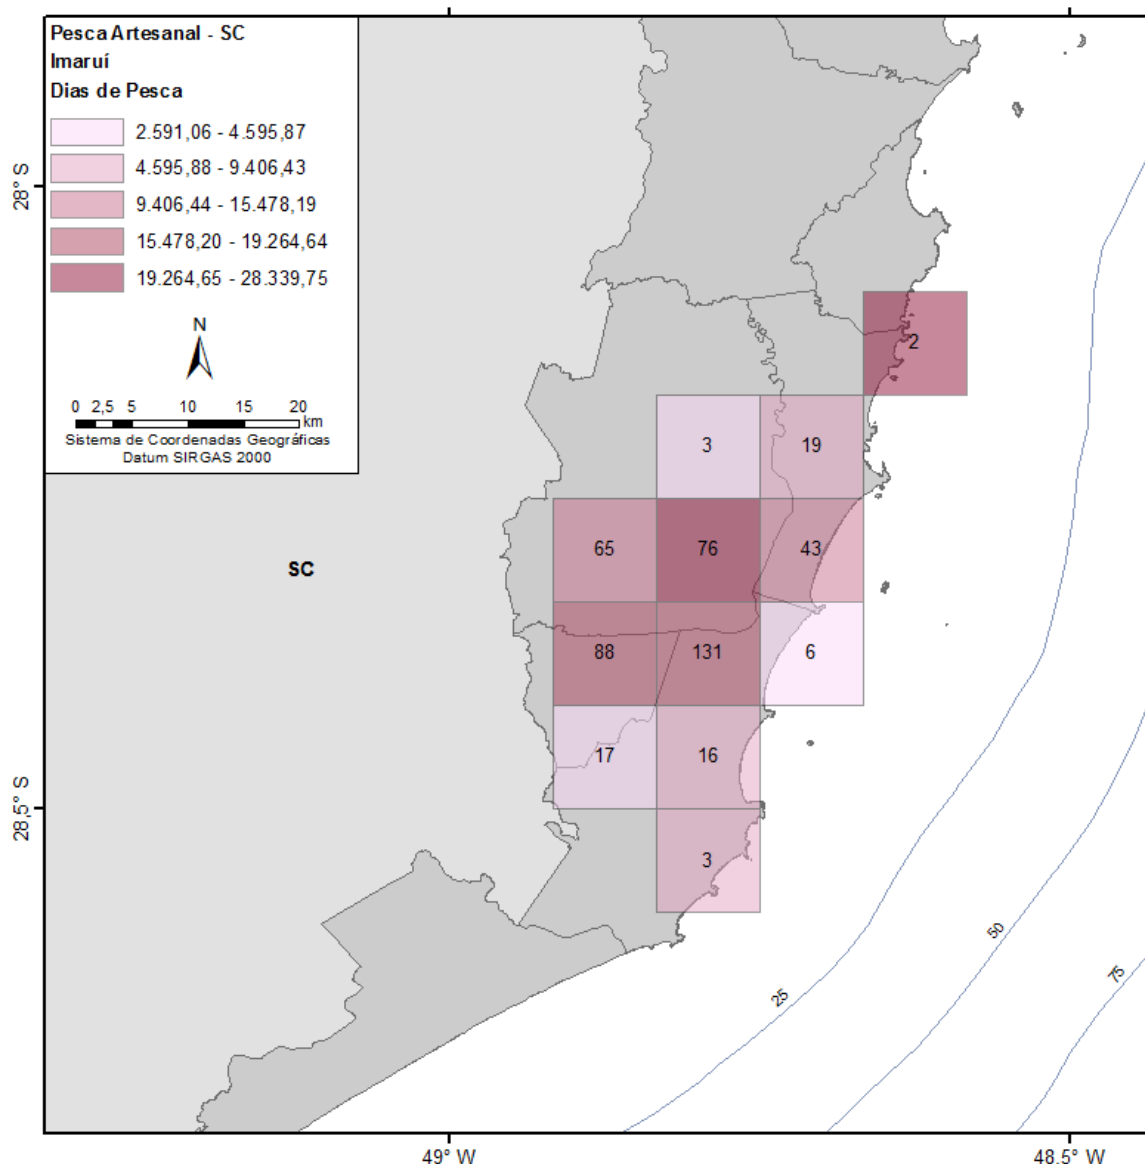 Pesca Artesanal - SC
Imaruí
Dias de Pesca
2.591,06 - 4.595,87
4.595,88 - 9.406,43
9.406,44 - 15.478,19
15.478,20 - 19.264,64
19.264,65 - 28.339,75
N
0 2,5 5 10 15 20
km
Sistema de Coordenadas Geográficas
Datum SIRGAS 2000
28° S
2
3 19
SC
65 76 43
88 131 6
17 16
28,5° S
3
25
50
75
49° W
48.5° W